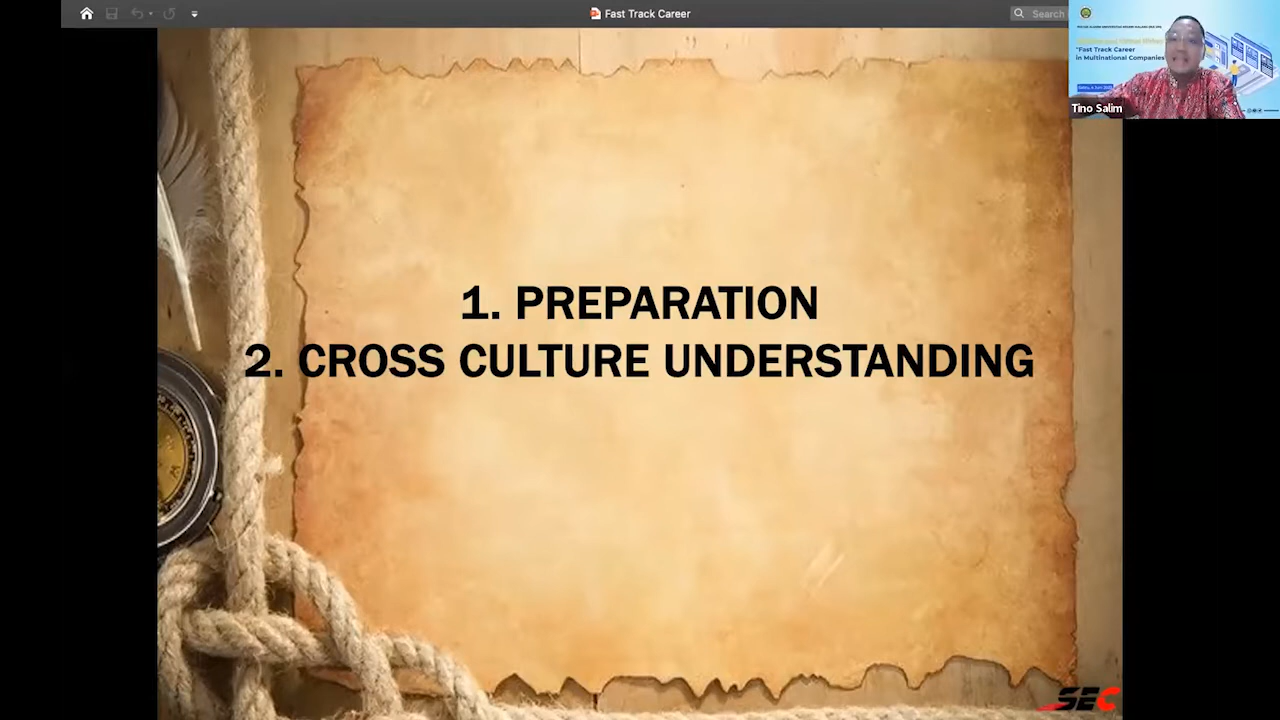 Fast Track Career
Search
"Fast Track Career
in Multinational Companies
Tino Salim
1. PREPARATION
2. CROSS CULTURE UNDERSTANDING
SEC